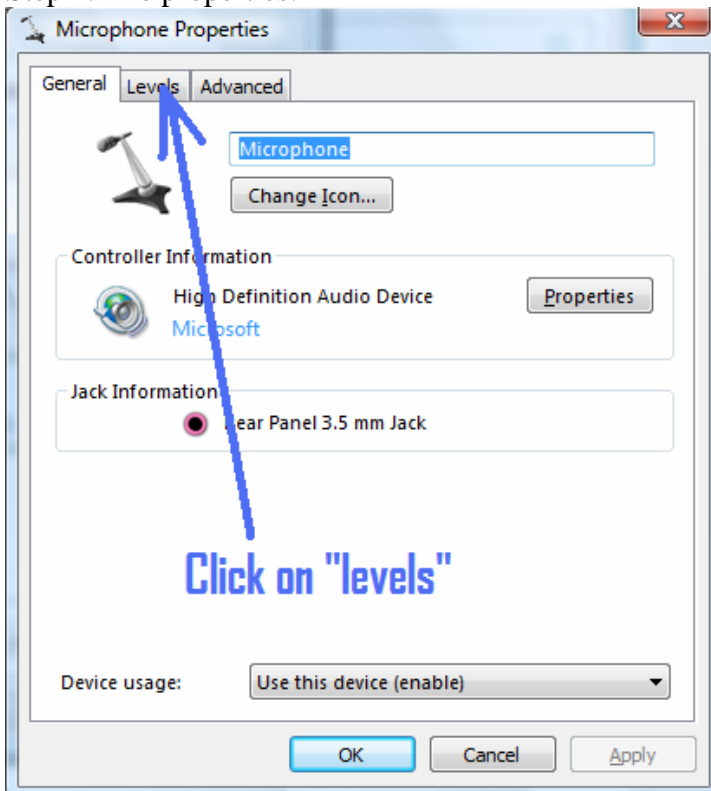 Microphone Properties
General Levels Advanced
Microphone
Change Icon...
Controller Information
High Definition Audio Device
Properties
Microsoft
Jack Information
Rear Panel 3.5 mm Jack
Click on "levels"
Device usage: Use this device (enable)
OK Cancel Apply